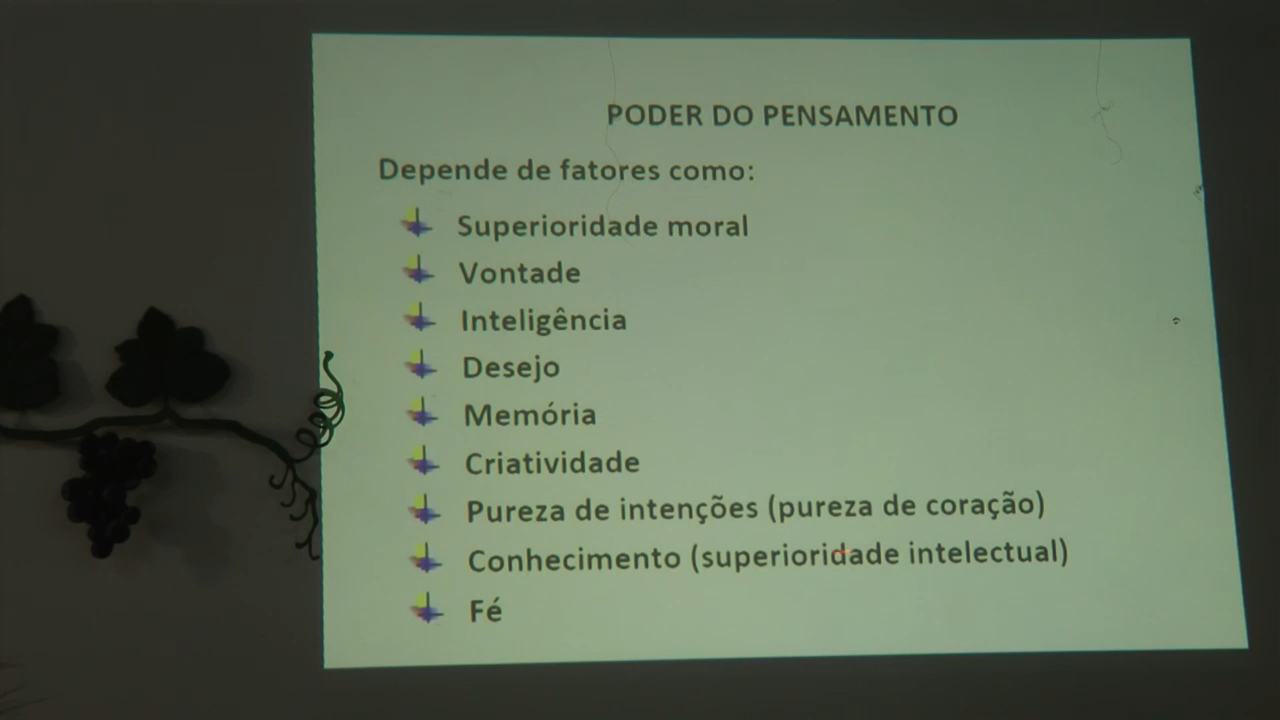 PODER DO PENSAMENTO
Depende de fatores como:
Superioridade moral
Vontade
Inteligência
Desejo
Memória
Criatividade
Pureza de intenções (pureza de coração)
Conhecimento (superioridade intelectual)
Fé